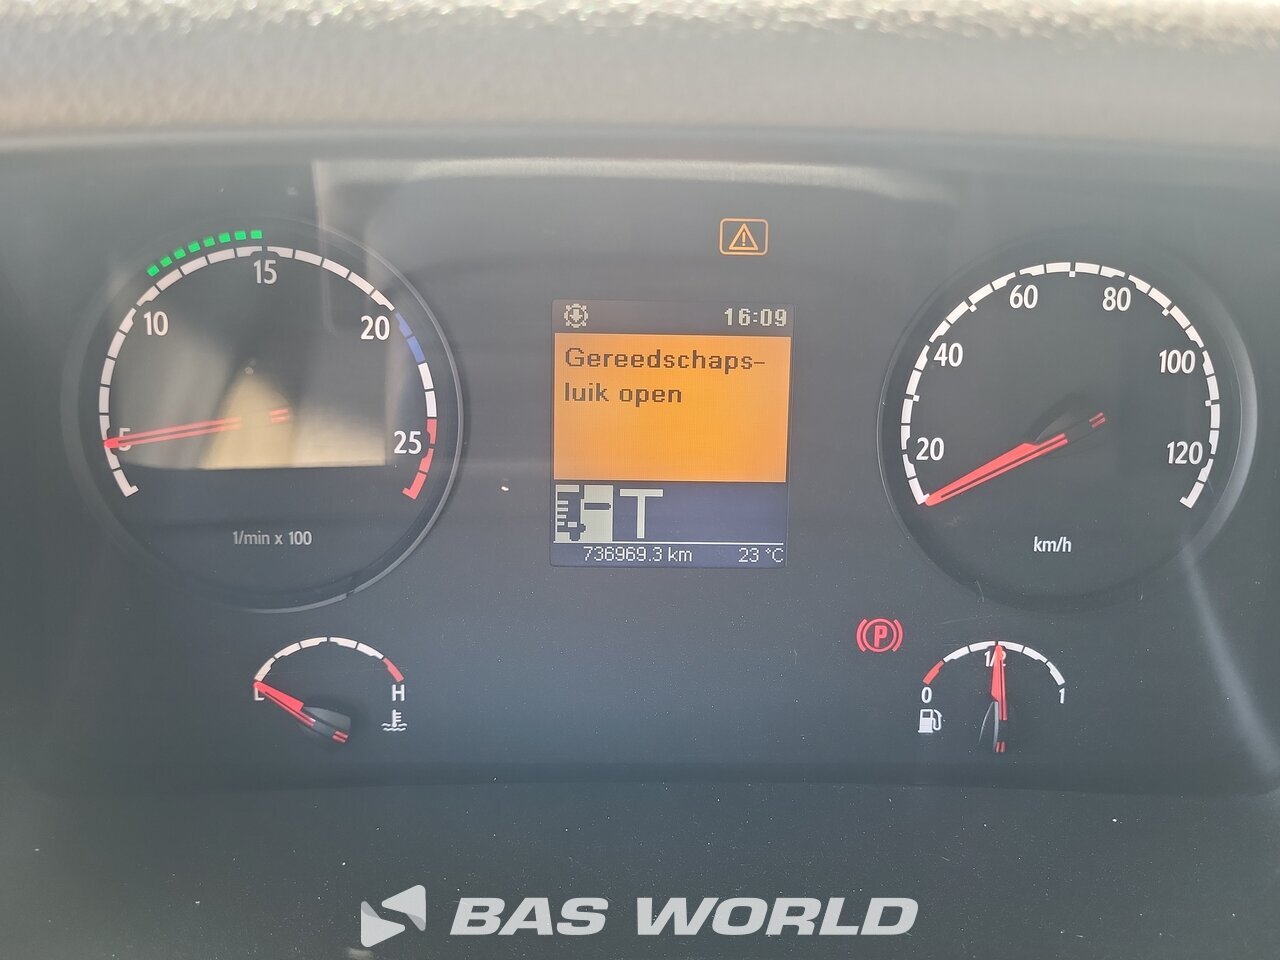 16:09
Gereedschaps-
luik open
T
736969.3 km 23 °C
5 10 15 20 25
1/min x 100
20 40 60 80 100 120
km/h
L H
P
0 1/2 1
BAS WORLD